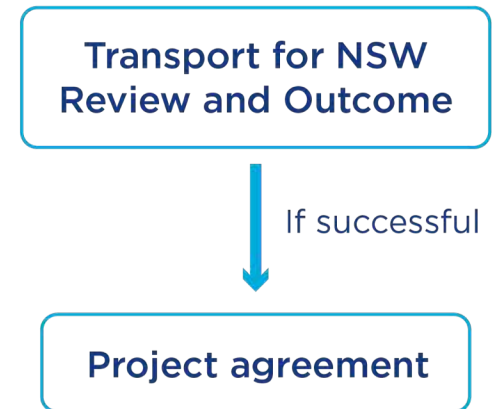 Transport for NSW
Review and Outcome
If successful
Project agreement